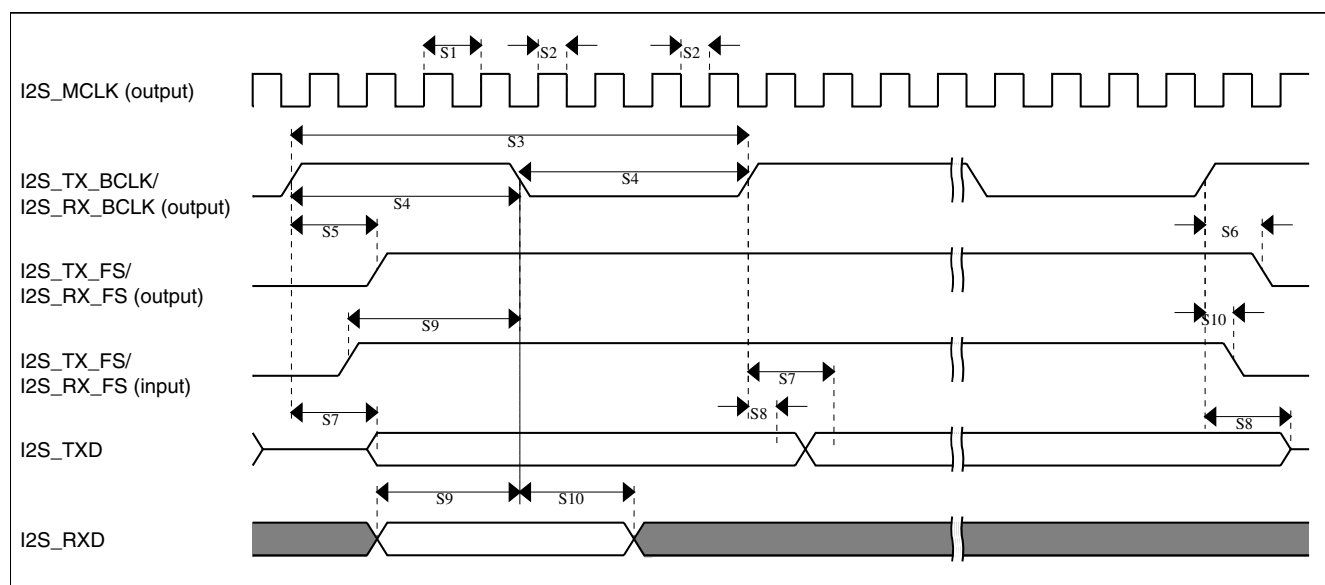 S1
S2
S2
I2S_MCLK (output)
S3
I2S_TX_BCLK/
I2S_RX_BCLK (output)
S4
S4
S5
S6
I2S_TX_FS/
I2S_RX_FS (output)
S9
S10
I2S_TX_FS/
I2S_RX_FS (input)
S7
S7
S8
S8
I2S_TXD
S9
S10
I2S_RXD